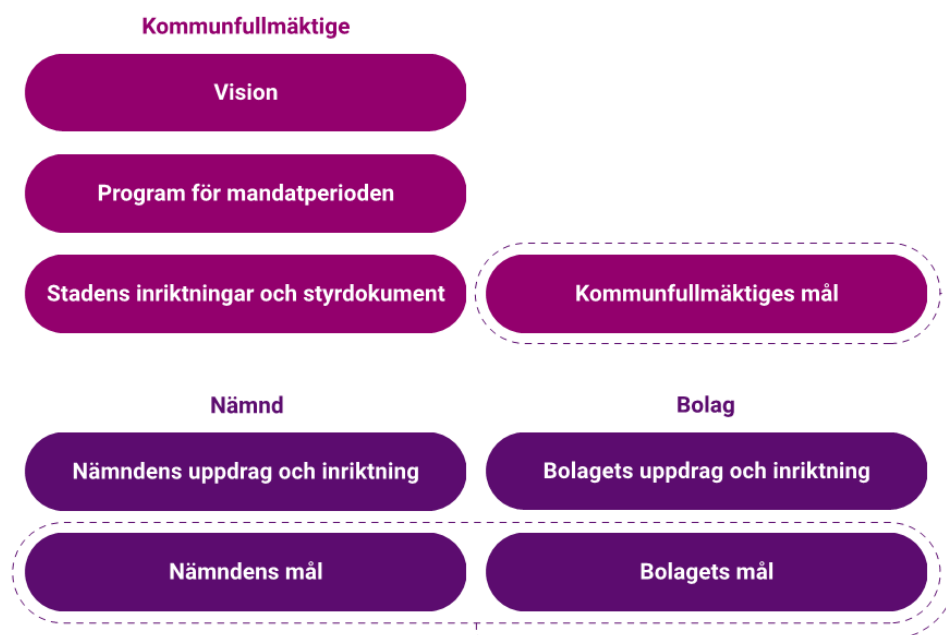 Kommunfullmäktige
Vision
Program för mandatperioden
Stadens inriktningar och styrdokument
Kommunfullmäktiges mål
Nämnd
Bolag
Nämndens uppdrag och inriktning
Bolagets uppdrag och inriktning
Nämndens mål
Bolagets mål